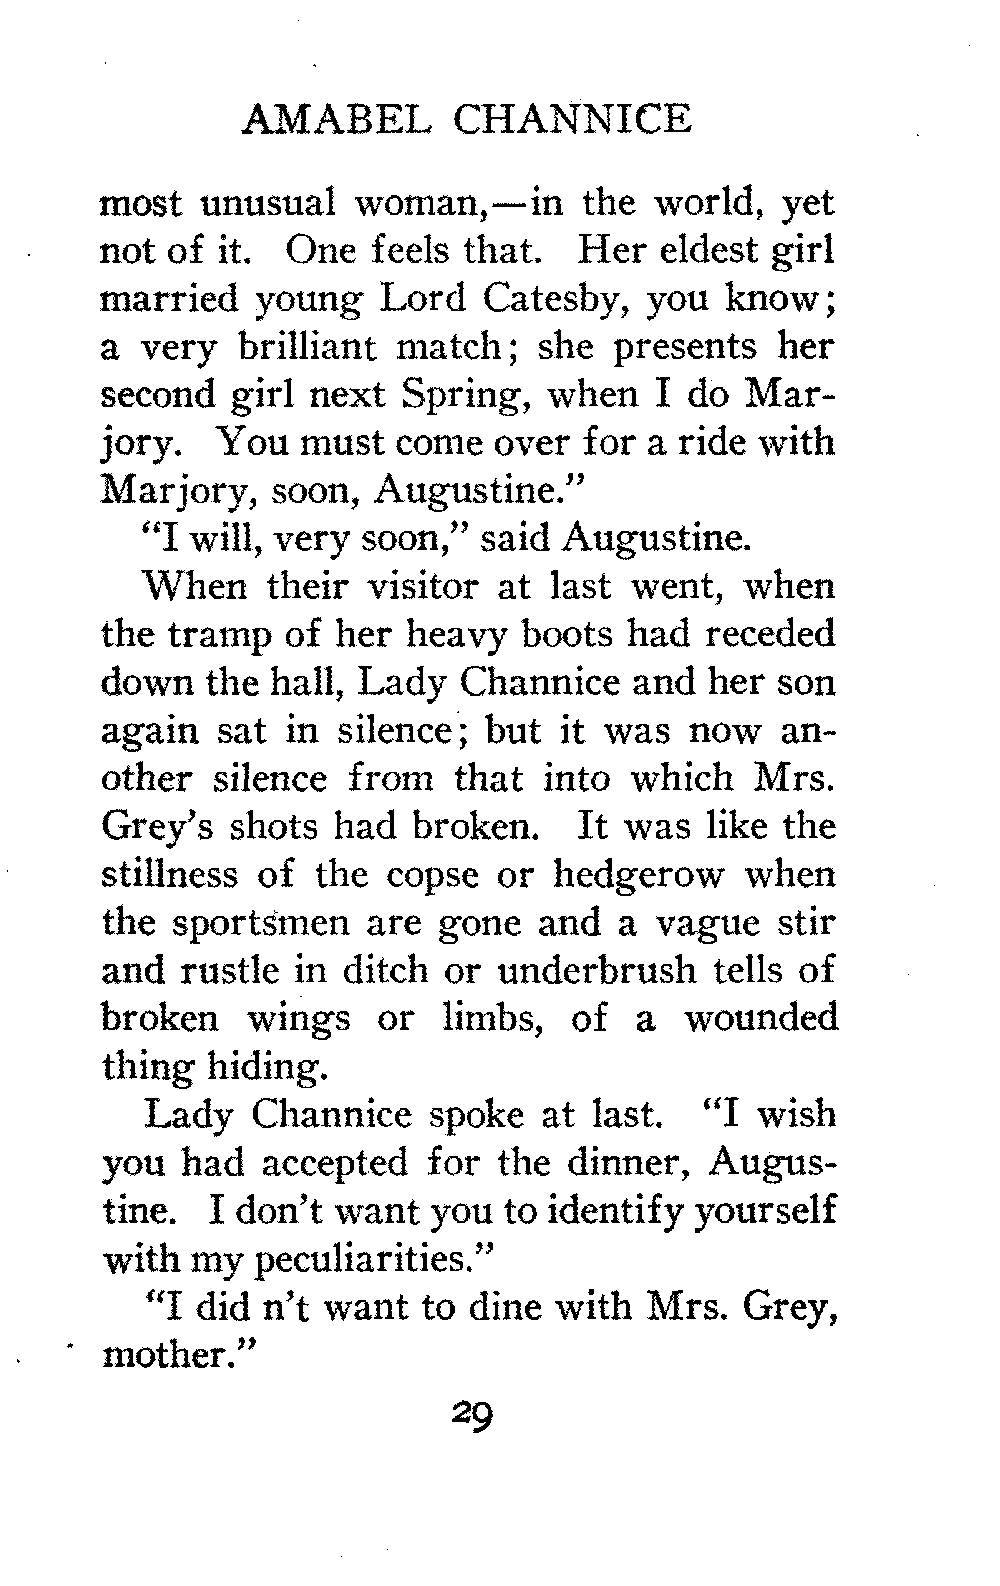 AMABEL CHANNICE
most unusual woman,—in the world, yet
not of it. One feels that. Her eldest girl
married young Lord Catesby, you know;
a very brilliant match; she presents her
second girl next Spring, when I do Mar-
jory. You must come over for a ride with
Marjory, soon, Augustine.”
“I will, very soon,” said Augustine.
When their visitor at last went, when
the tramp of her heavy boots had receded
down the hall, Lady Channice and her son
again sat in silence; but it was now an-
other silence from that into which Mrs.
Grey’s shots had broken. It was like the
stillness of the copse or hedgerow when
the sportsmen are gone and a vague stir
and rustle in ditch or underbrush tells of
broken wings or limbs, of a wounded
thing hiding.
Lady Channice spoke at last. “I wish
you had accepted for the dinner, Augus-
tine. I don’t want you to identify yourself
with my peculiarities.”
“I did n’t want to dine with Mrs. Grey,
mother.”
29